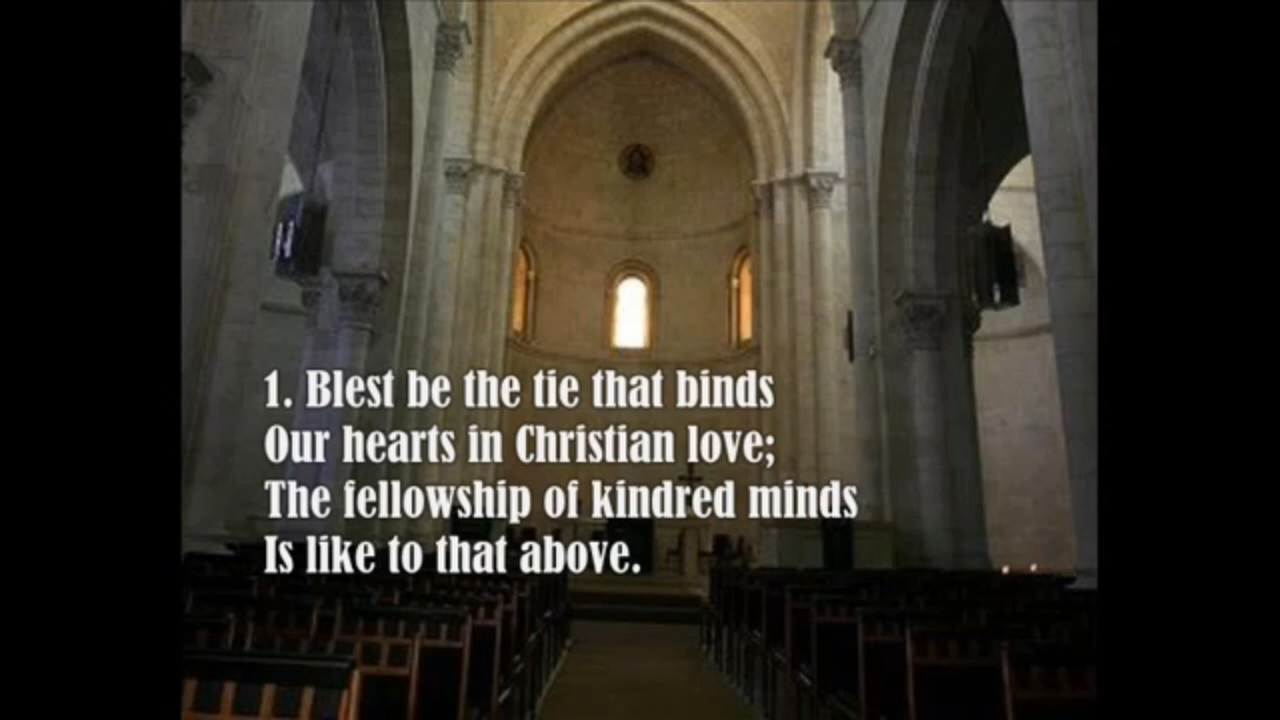 1. Blest be the tie that binds
Our hearts in Christian love;
The fellowship of kindred minds
Is like to that above.